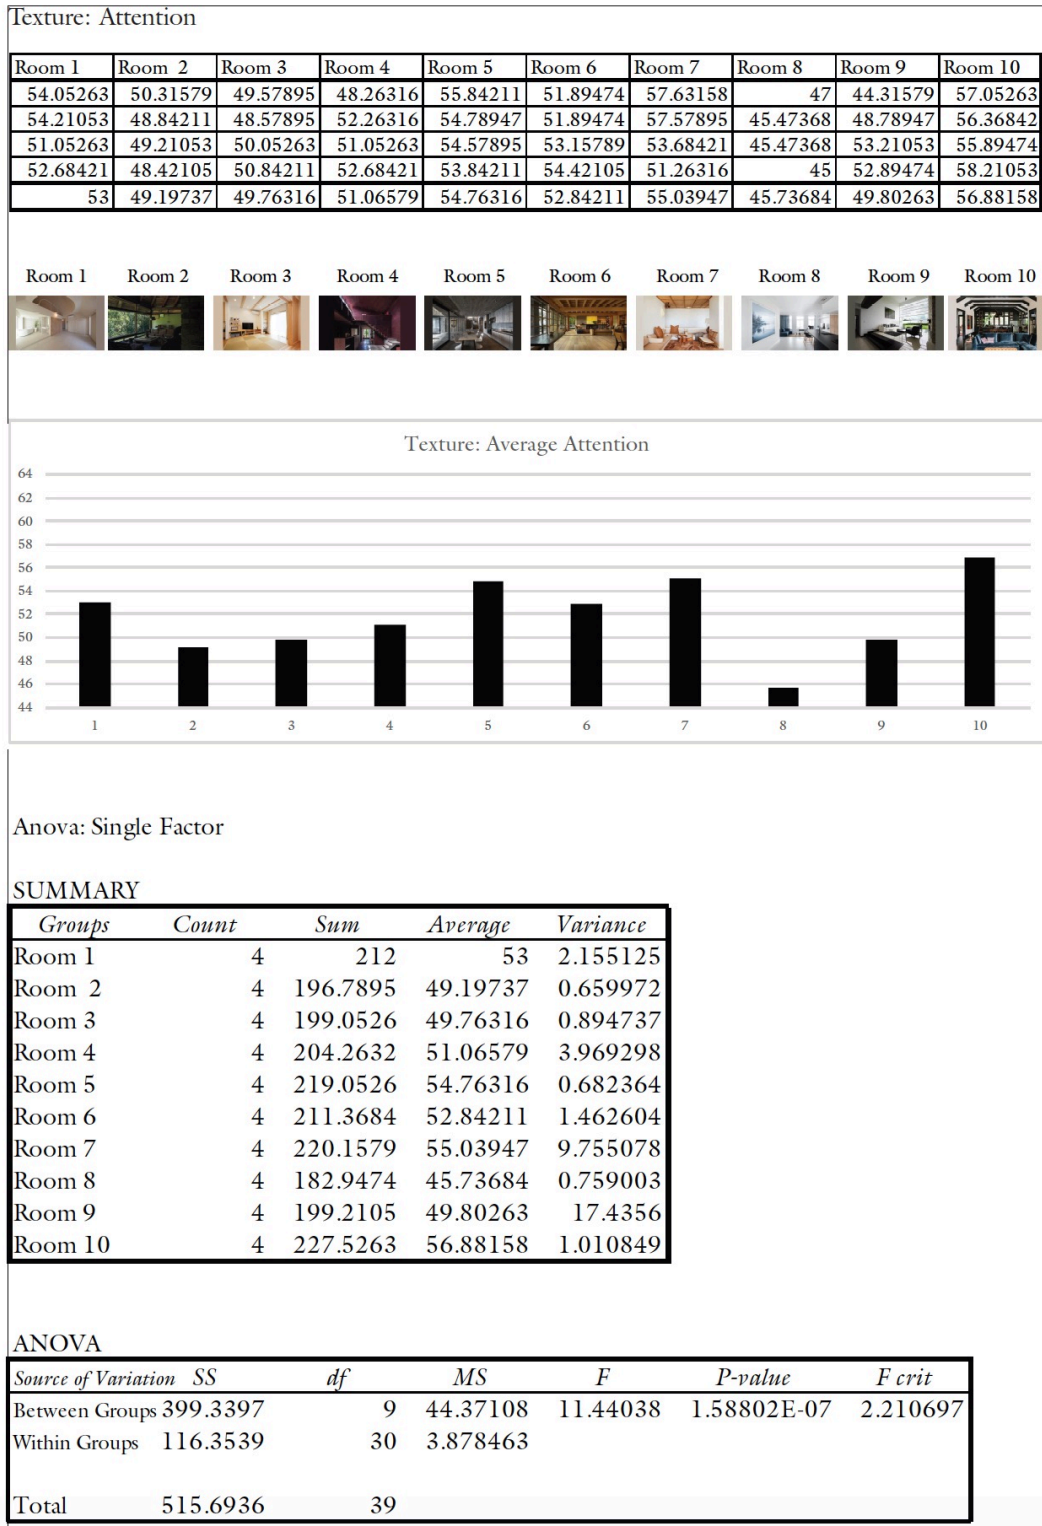 Texture: Attention
Room 1 Room 2 Room 3 Room 4 Room 5 Room 6 Room 7 Room 8 Room 9 Room 10
54.05263 50.31579 49.57895 48.26316 55.84211 51.89474 57.63158 47 44.31579 57.05263
54.21053 48.84211 48.57895 52.26316 54.78947 51.89474 57.57895 45.47368 48.78947 56.36842
51.05263 49.21053 50.05263 51.05263 54.57895 53.15789 53.68421 45.47368 53.21053 55.89474
52.68421 48.42105 50.84211 52.68421 53.84211 54.42105 51.26316 45 52.89474 58.21053
53 49.19737 49.76316 51.06579 54.76316 52.84211 55.03947 45.73684 49.80263 56.88158
Room 1 Room 2 Room 3 Room 4 Room 5 Room 6 Room 7 Room 8 Room 9 Room 10
Texture: Average Attention
64
62
60
58
56
54
52
50
48
46
44
1 2 3 4 5 6 7 8 9 10
Anova: Single Factor
SUMMARY
Groups Count Sum Average Variance
Room 1 4 212 53 2.155125
Room 2 4 196.7895 49.19737 0.659972
Room 3 4 199.0526 49.76316 0.894737
Room 4 4 204.2632 51.06579 3.969298
Room 5 4 219.0526 54.76316 0.682364
Room 6 4 211.3684 52.84211 1.462604
Room 7 4 220.1579 55.03947 9.755078
Room 8 4 182.9474 45.73684 0.759003
Room 9 4 199.2105 49.80263 17.4356
Room 10 4 227.5263 56.88158 1.010849
ANOVA
Source of Variation SS df MS F P-value F crit
Between Groups 399.3397 9 44.37108 11.44038 1.58802E-07 2.210697
Within Groups 116.3539 30 3.878463
Total 515.6936 39